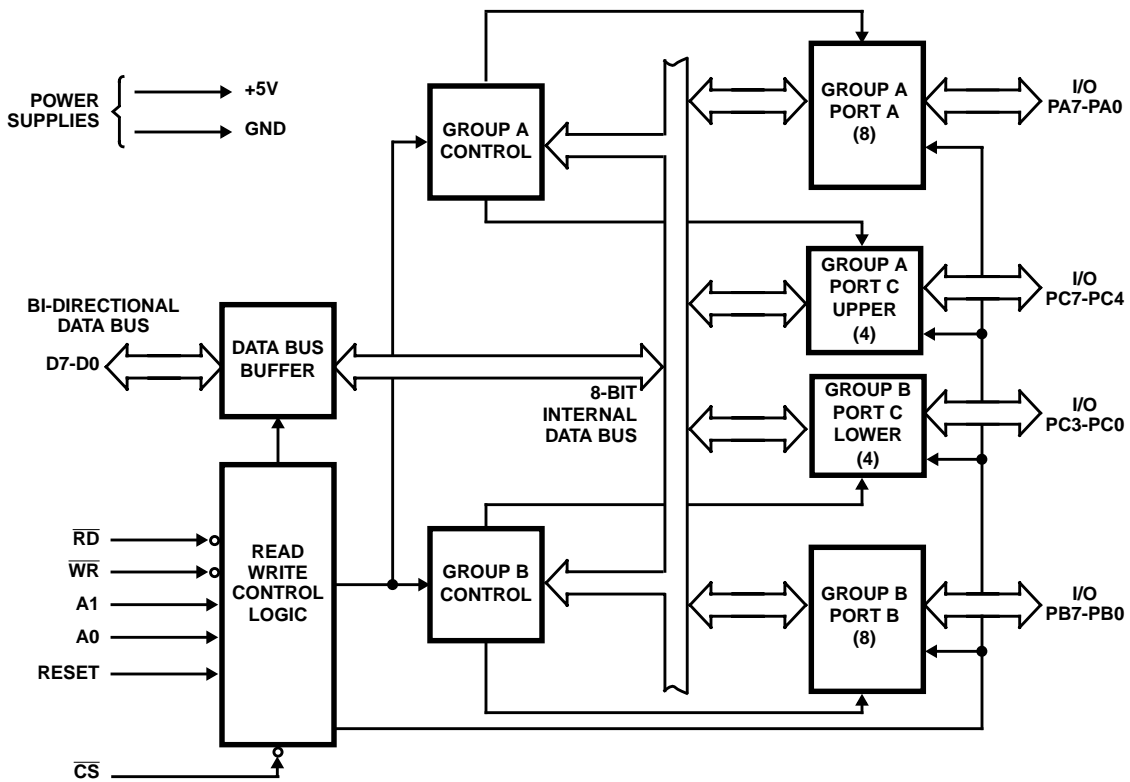 POWER
SUPPLIES
+5V
GND
GROUP A
CONTROL
GROUP A
PORT A
(8)
I/O
PA7-PA0
GROUP A
PORT C
UPPER
(4)
I/O
PC7-PC4
BI-DIRECTIONAL
DATA BUS
D7-D0
DATA BUS
BUFFER
8-BIT
INTERNAL
DATA BUS
GROUP B
PORT C
LOWER
(4)
I/O
PC3-PC0
RD
WR
A1
A0
RESET
CS
READ
WRITE
CONTROL
LOGIC
GROUP B
CONTROL
GROUP B
PORT B
(8)
I/O
PB7-PB0